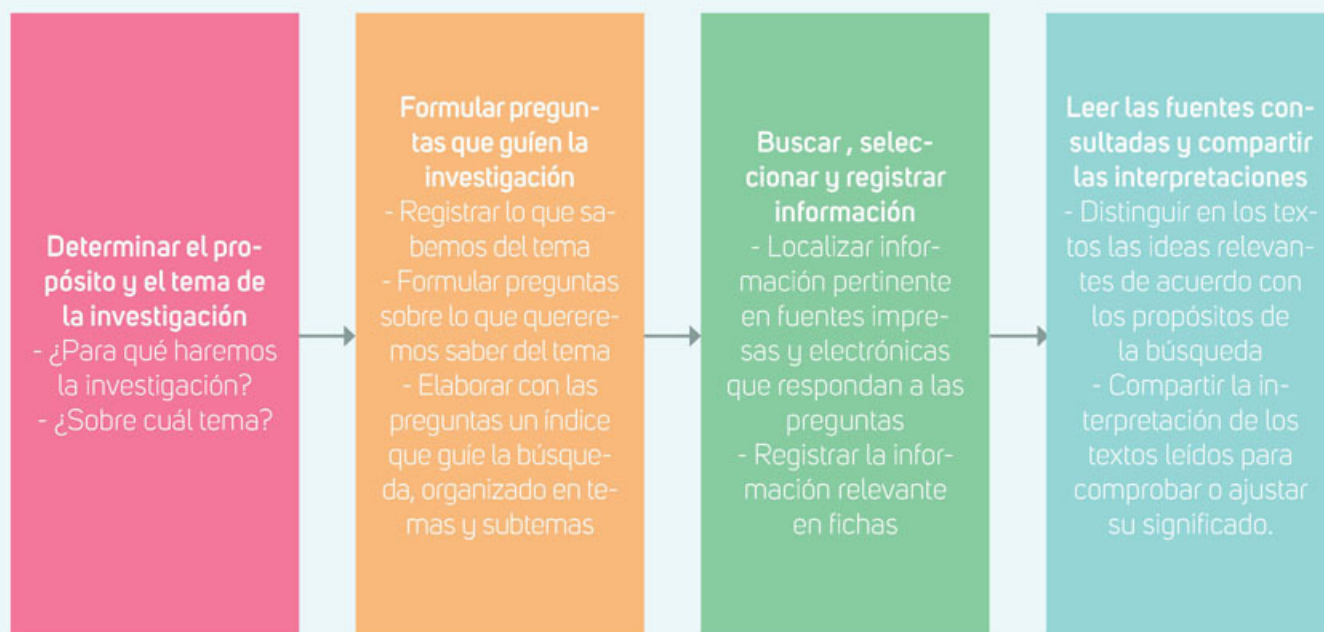 Determinar el pro-
pósito y el tema de
la investigación
- ¿Para qué haremos
la investigación?
- ¿Sobre cuál tema?
Formular pregun-
tas que guíen la
investigación
- Registrar lo que sa-
bemos del tema
- Formular preguntas
sobre lo que querere-
mos saber del tema
- Elaborar con las
preguntas un índice
que guíe la búsque-
da, organizado en te-
mas y subtemas
Buscar , selec-
cionar y registrar
información
- Localizar infor-
mación pertinente
en fuentes impre-
sas y electrónicas
que respondan a las
preguntas
- Registrar la infor-
mación relevante
en fichas
Leer las fuentes con-
sultadas y compartir
las interpretaciones
- Distinguir en los tex-
tos las ideas relevan-
tes de acuerdo con
los propósitos de
la búsqueda
- Compartir la in-
terpretación de los
textos leídos para
comprobar o ajustar
su significado.